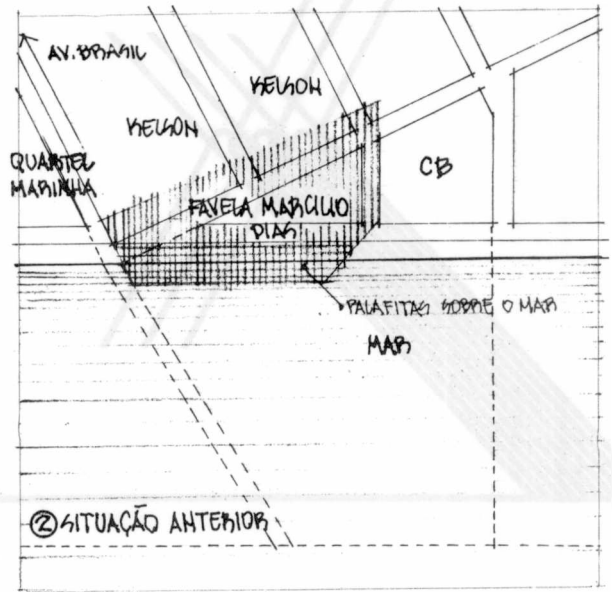 AV. BRASIL
KELSON
KELSON
QUARTEL
MARINHA
CB
FAVELA MARCILIO
DIAS
PALAFITAS SOBRE O MAR
MAR
② SITUAÇÃO ANTERIOR